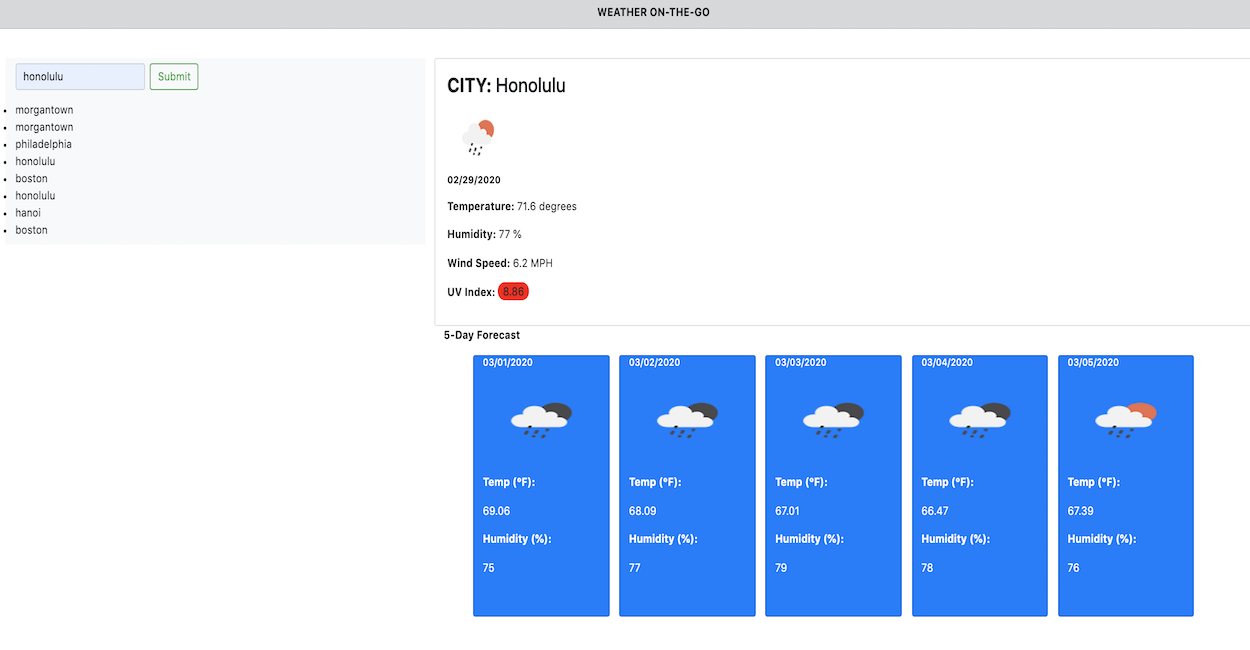 WEATHER ON-THE-GO
honolulu
Submit
morgantown
morgantown
philadelphia
honolulu
boston
honolulu
hanoi
boston
CITY: Honolulu
02/29/2020
Temperature: 71.6 degrees
Humidity: 77 %
Wind Speed: 6.2 MPH
UV Index: 8.86
5-Day Forecast
03/01/2020
Temp (°F):
69.06
Humidity (%):
75
03/02/2020
Temp (°F):
68.09
Humidity (%):
77
03/03/2020
Temp (°F):
67.01
Humidity (%):
79
03/04/2020
Temp (°F):
66.47
Humidity (%):
78
03/05/2020
Temp (°F):
67.39
Humidity (%):
76